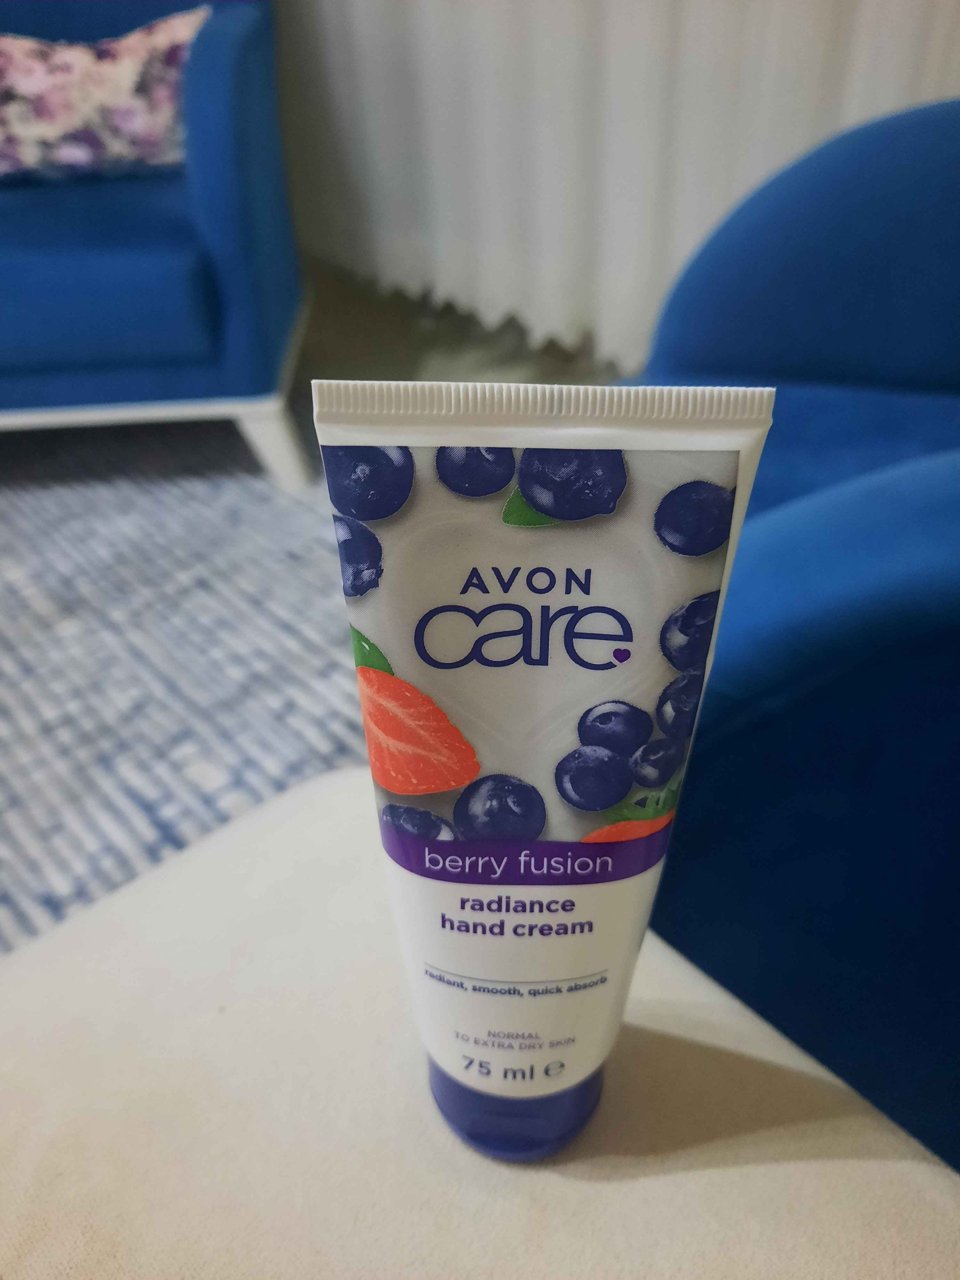 AVON
care
berry fusion
radiance
hand cream
radiant, smooth, quick absorb
NORMAL
TO EXTRA DRY SKIN
75 ml ℮